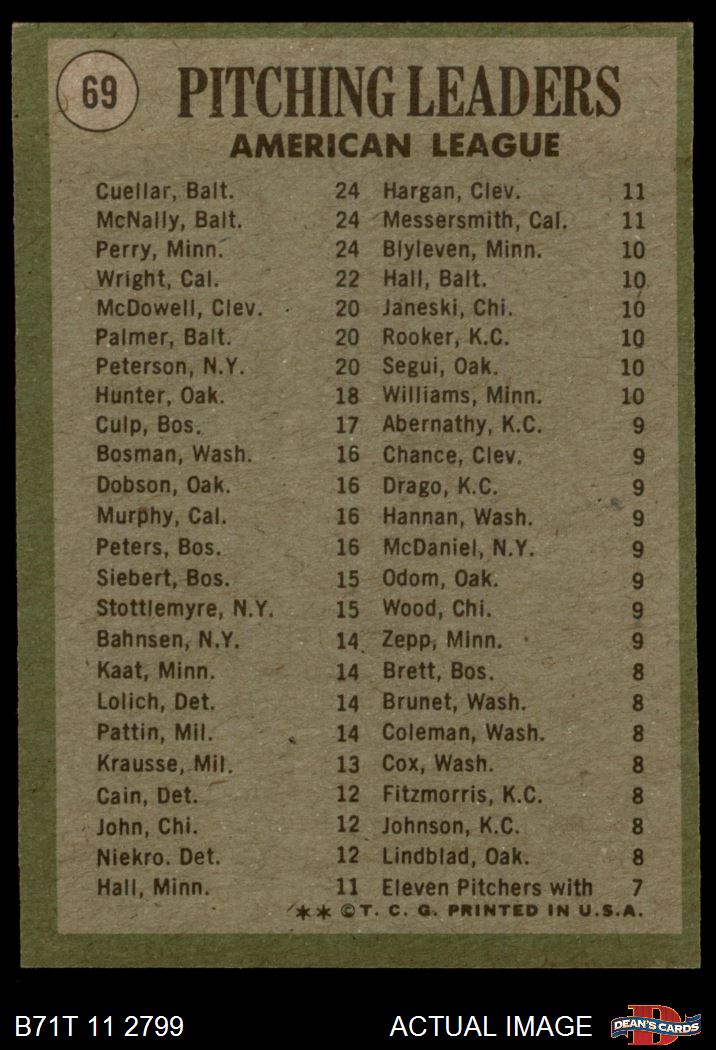 69
PITCHING LEADERS
AMERICAN LEAGUE
Cuellar, Balt. 24 Hargan, Clev. 11
McNally, Balt. 24 Messersmith, Cal. 11
Perry, Minn. 24 Blyleven, Minn. 10
Wright, Cal. 22 Hall, Balt. 10
McDowell, Clev. 20 Janeski, Chi. 10
Palmer, Balt. 20 Rooker, K.C. 10
Peterson, N.Y. 20 Segui, Oak. 10
Hunter, Oak. 18 Williams, Minn. 10
Culp, Bos. 17 Abernathy, K.C. 9
Bosman, Wash. 16 Chance, Clev. 9
Dobson, Oak. 16 Drago, K.C. 9
Murphy, Cal. 16 Hannan, Wash. 9
Peters, Bos. 16 McDaniel, N.Y. 9
Siebert, Bos. 15 Odom, Oak. 9
Stottlemyre, N.Y. 15 Wood, Chi. 9
Bahnsen, N.Y. 14 Zepp, Minn. 9
Kaat, Minn. 14 Brett, Bos. 8
Lolich, Det. 14 Brunet, Wash. 8
Pattin, Mil. 14 Coleman, Wash. 8
Krausse, Mil. 13 Cox, Wash. 8
Cain, Det. 12 Fitzmorris, K.C. 8
John, Chi. 12 Johnson, K.C. 8
Niekro. Det. 12 Lindblad, Oak. 8
Hall, Minn. 11 Eleven Pitchers with 7
**©T. C. G. PRINTED IN U.S.A.
B71T 11 2799 ACTUAL IMAGE D DEAN'S CARDS